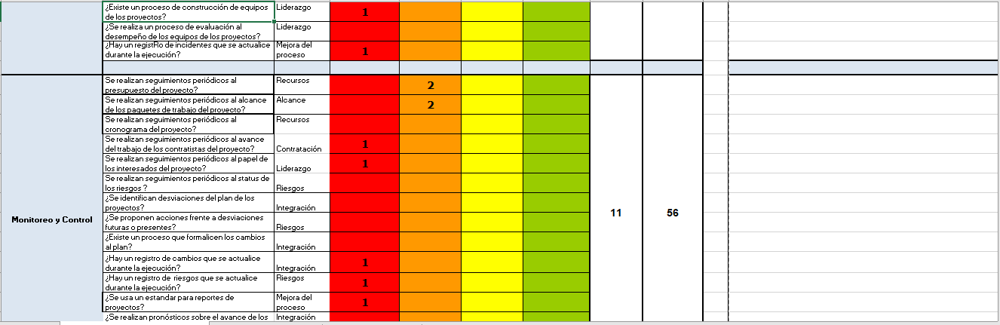 ¿Existe un proceso de construcción de equipos Liderazgo
de los proyectos? 1
¿Se realiza un proceso de evaluación al Liderazgo
desempeño de los equipos de los proyectos?
¿Hay un registRo de incidentes que se actualice Mejora del
durante la ejecución? proceso 1
Se realizan seguimientos periódicos al Recursos
presupuesto del proyecto? 2
Se realizan seguimientos periódicos al alcance Alcance
de los paquetes de trabajo del proyecto? 2
Se realizan seguimientos periódicos al Recursos
cronograma del proyecto?
Se realizan seguimientos periódicos al avance
del trabajo de los contratistas del proyecto? Contratación 1
Se realizan seguimientos periódicos al papel de
los interesados del proyecto? Liderazgo 1
Se realizan seguimientos periódicos al status de
los riesgos ? Riesgos
¿Se identifican desviaciones del plan de los
proyectos? Integración
Monitoreo y Control ¿Se proponen acciones frente a desviaciones 11 56
futuras o presentes? Riesgos
¿Existe un proceso que formalicen los cambios
al plan? Integración
¿Hay un registro de cambios que se actualice
durante la ejecución? Integración 1
¿Hay un registro de riesgos que se actualice Riesgos
durante la ejecución? 1
¿Se usa un estandar para reportes de Mejora del
proyectos? proceso 1
¿Se realizan pronósticos sobre el avance de los Integración